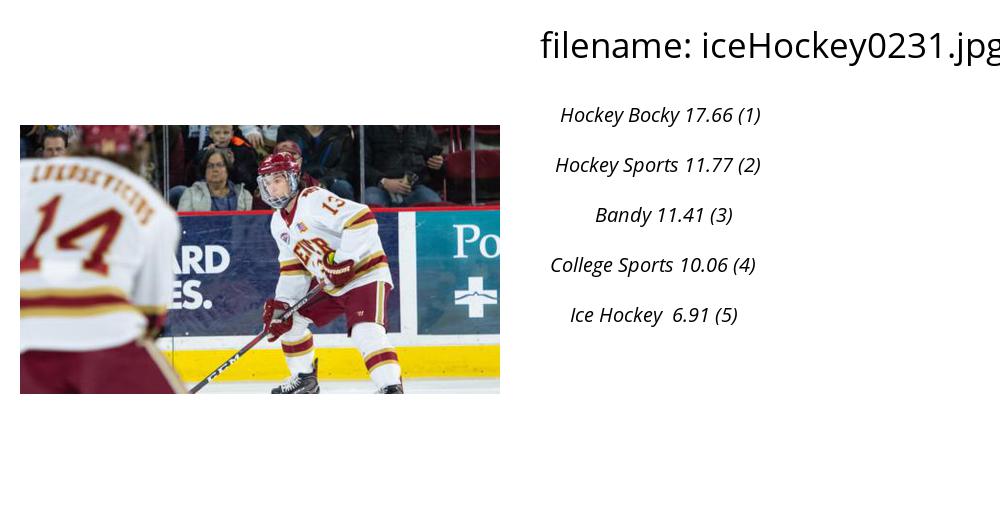 filename: iceHockey0231.jpg
Hockey Bocky 17.66 (1)
Hockey Sports 11.77 (2)
Bandy 11.41 (3)
College Sports 10.06 (4)
Ice Hockey 6.91 (5)
LUKOSEVICIUS
14
13
ARD
ES.
Po
CCM